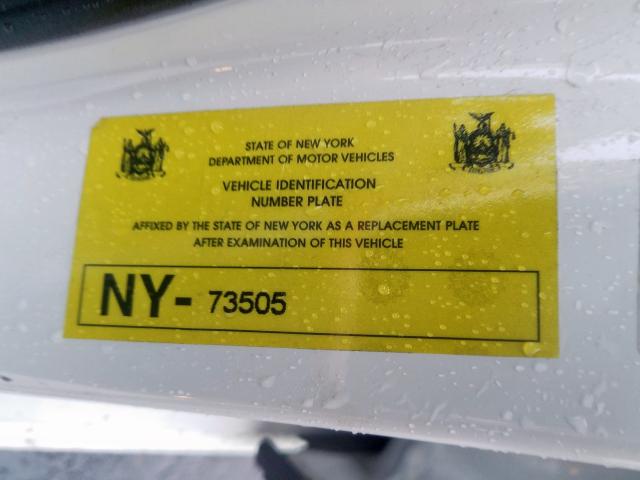 STATE OF NEW YORK
DEPARTMENT OF MOTOR VEHICLES
VEHICLE IDENTIFICATION
NUMBER PLATE
AFFIXED BY THE STATE OF NEW YORK AS A REPLACEMENT PLATE
AFTER EXAMINATION OF THIS VEHICLE
NY- 73505